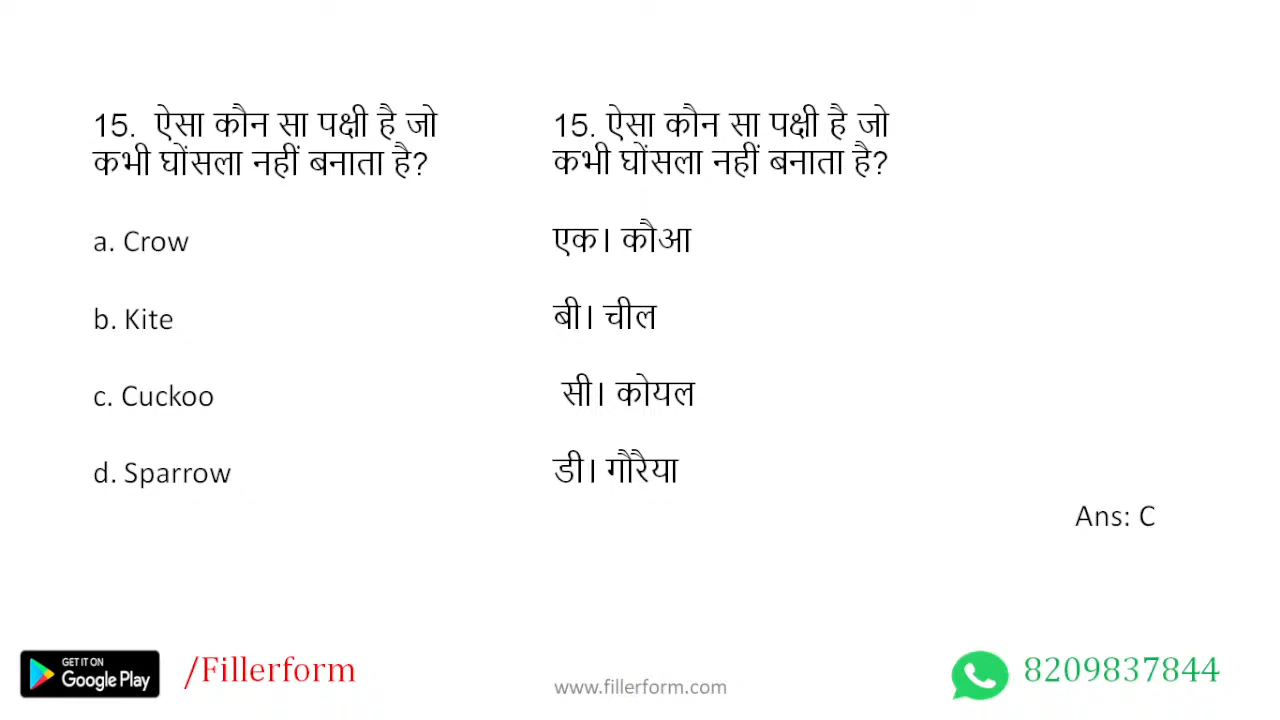 15. ऐसा कौन सा पक्षी है जो
कभी घोंसला नहीं बनाता है?
a. Crow
b. Kite
c. Cuckoo
d. Sparrow
15. ऐसा कौन सा पक्षी है जो
कभी घोंसला नहीं बनाता है?
एक। कौआ
बी। चील
सी। कोयल
डी। गौरैया
Ans: C
GET IT ON
Google Play
/Fillerform
www.fillerform.com
8209837844